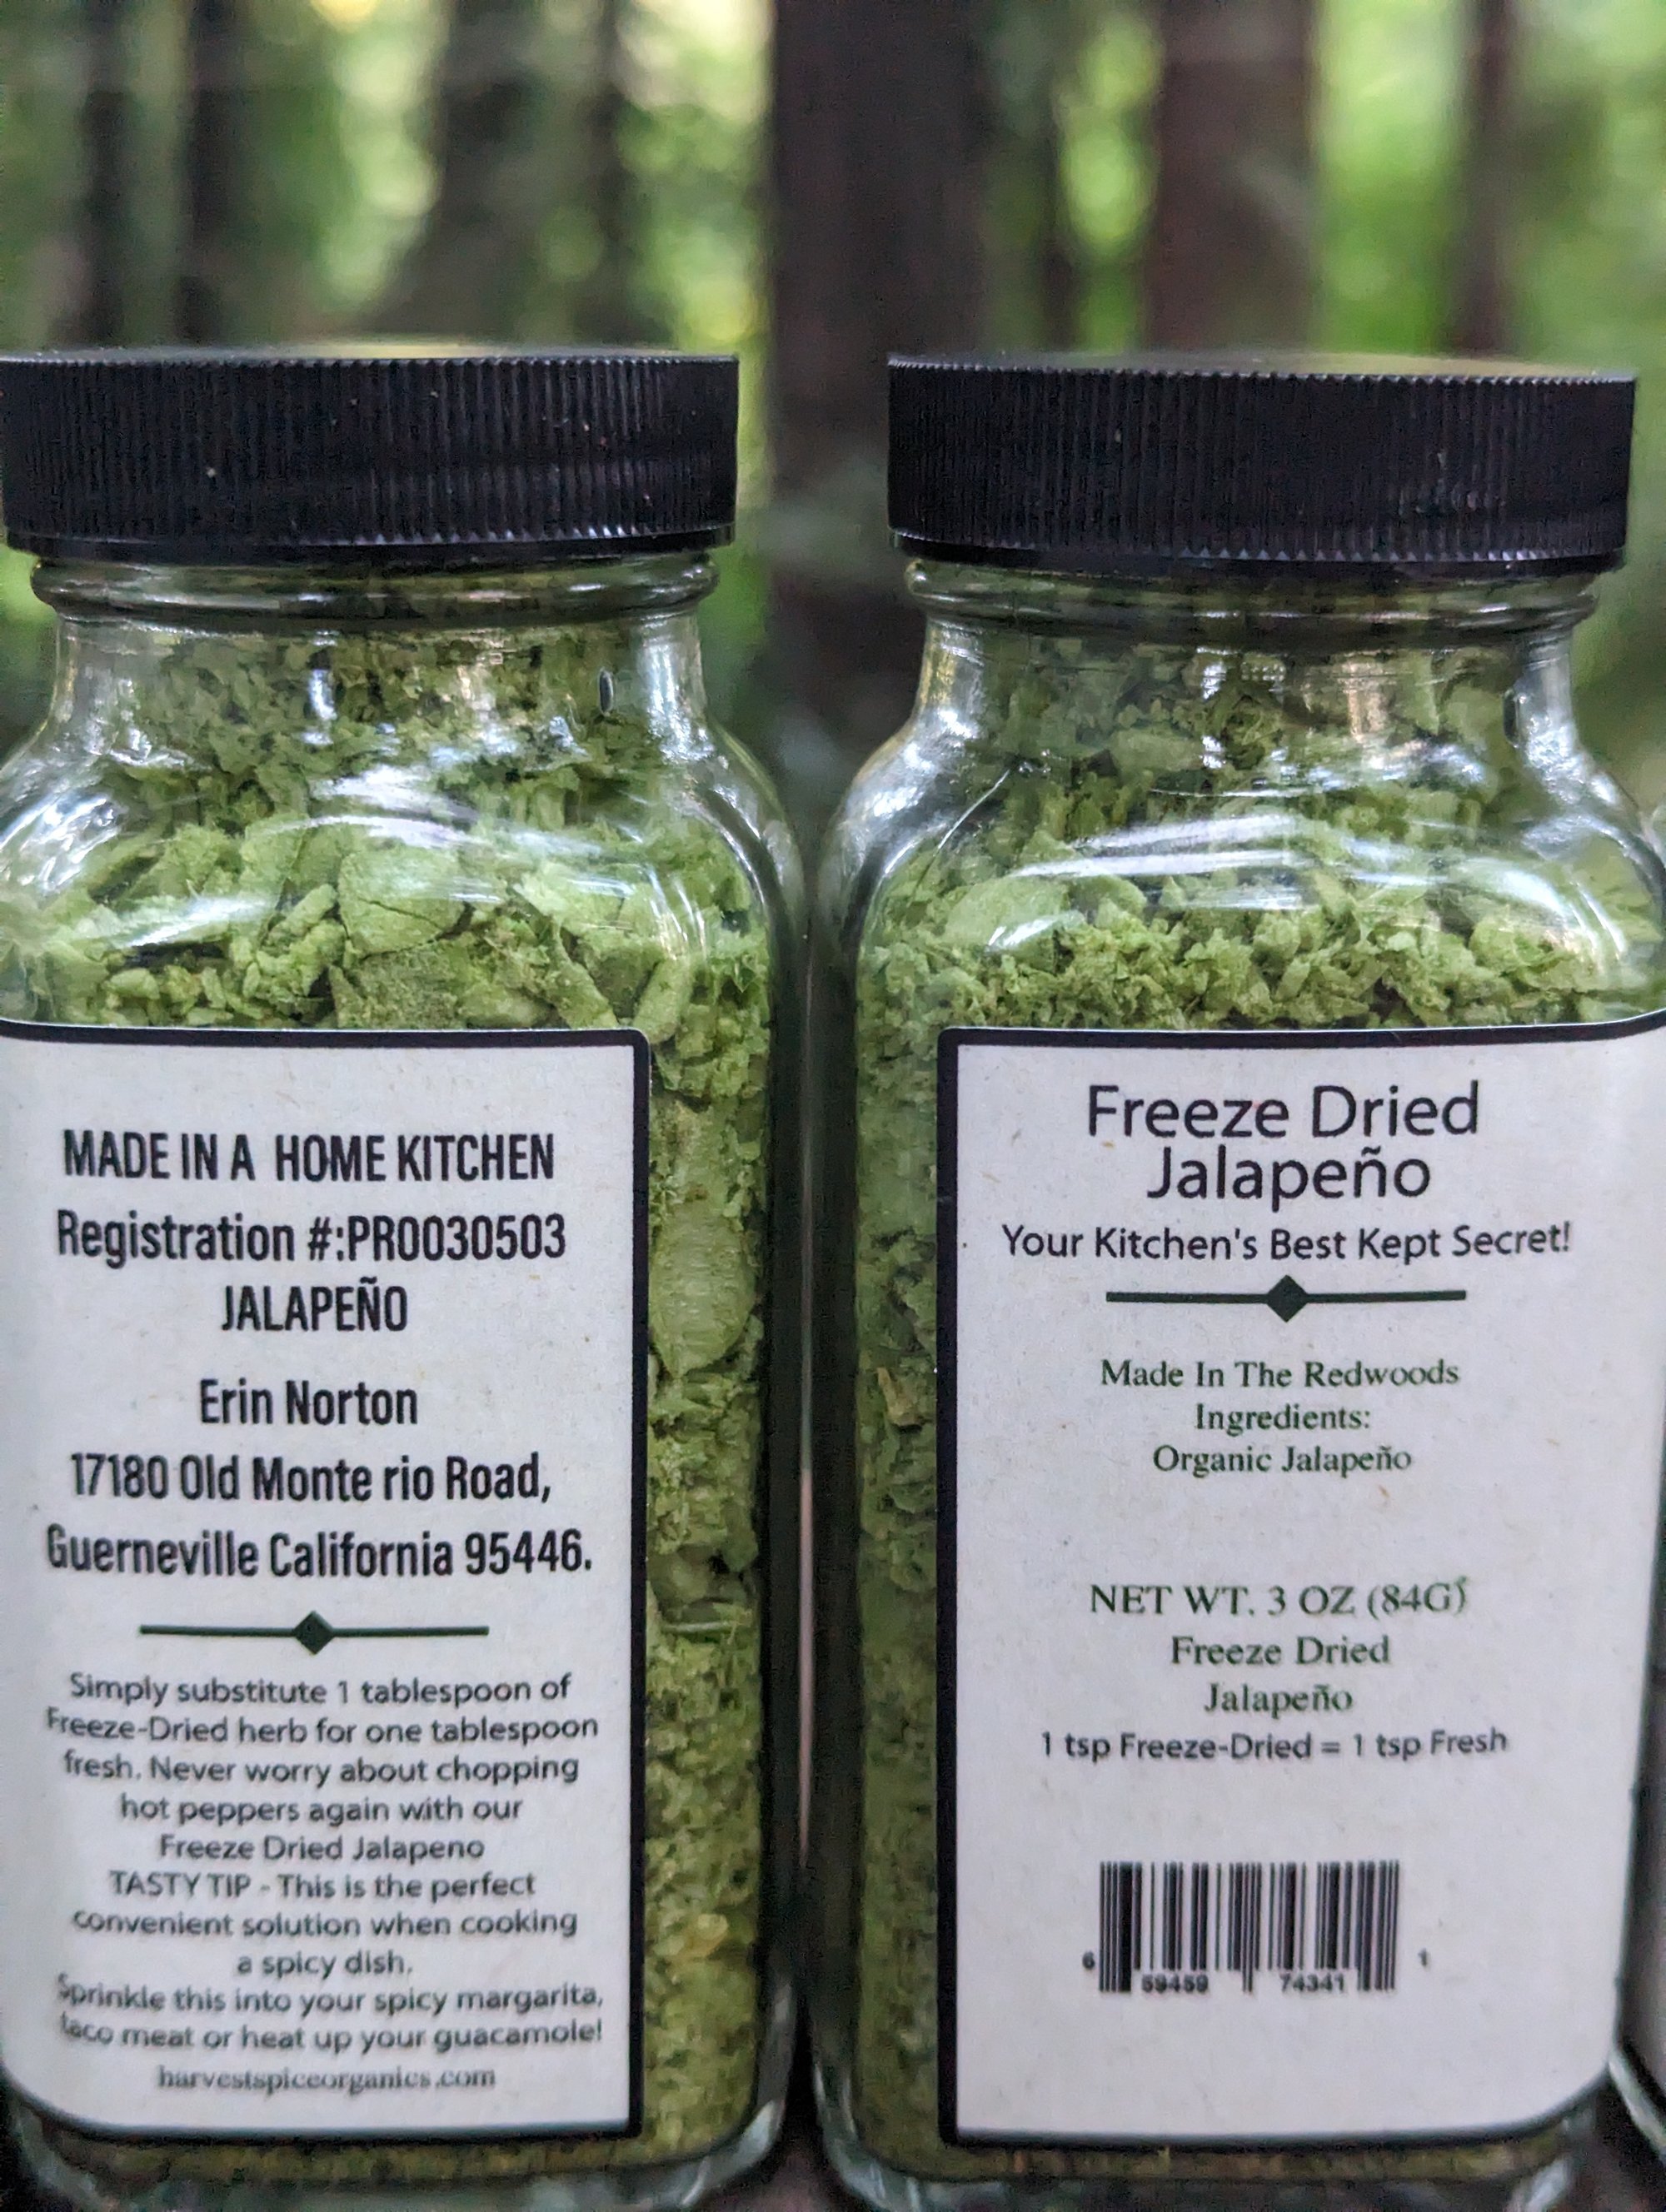 MADE IN A HOME KITCHEN
Registration #:PR0030503
JALAPEÑO
Erin Norton
17180 Old Monte rio Road,
Guerneville California 95446.
Simply substitute 1 tablespoon of
Freeze-Dried herb for one tablespoon
fresh. Never worry about chopping
hot peppers again with our
Freeze Dried Jalapeno
TASTY TIP - This is the perfect
convenient solution when cooking
a spicy dish.
Sprinkle this into your spicy margarita,
taco meat or heat up your guacamole!
harvestspiceorganics.com
Freeze Dried
Jalapeño
Your Kitchen's Best Kept Secret!
Made In The Redwoods
Ingredients:
Organic Jalapeño
NET WT. 3 OZ (84G)
Freeze Dried
Jalapeño
1 tsp Freeze-Dried = 1 tsp Fresh
6 59459 74341 1